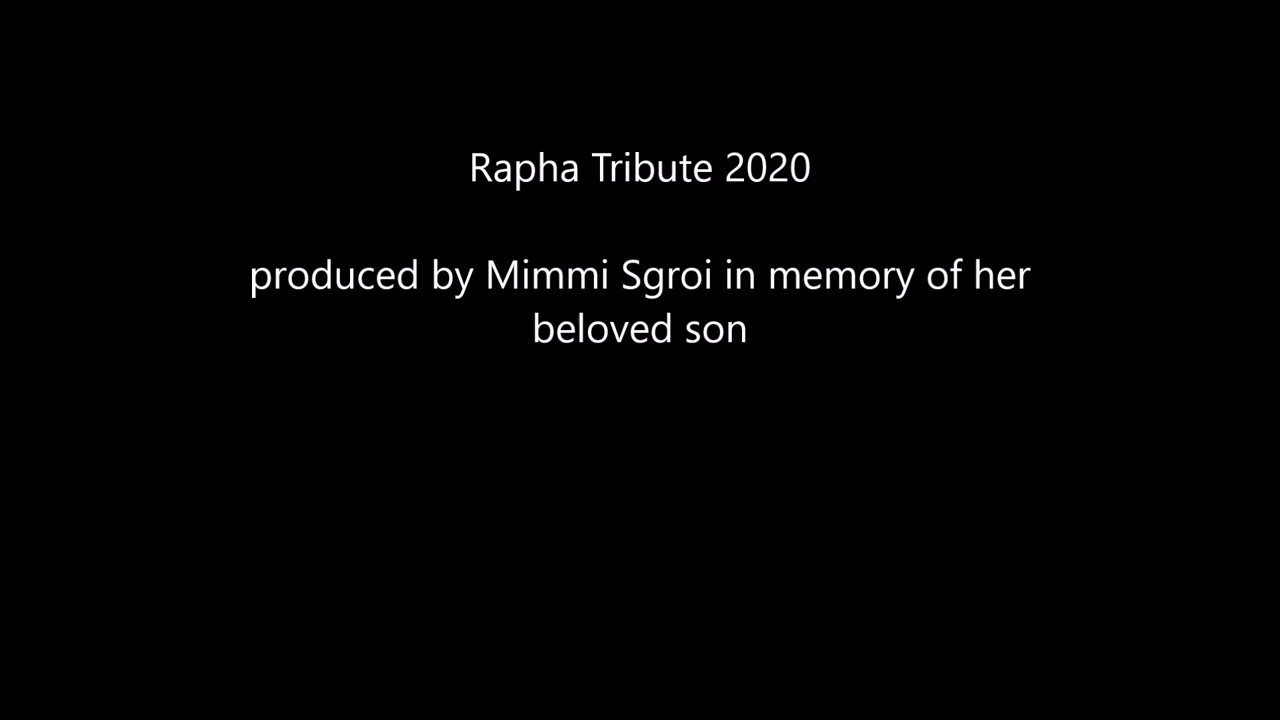 Rapha Tribute 2020
produced by Mimmi Sgroi in memory of her
beloved son